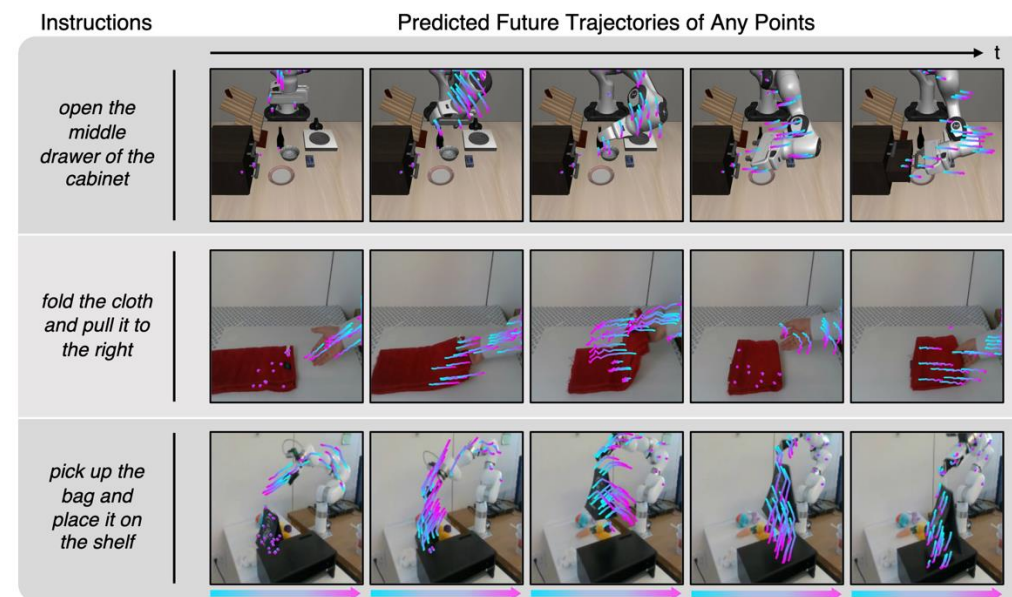 Instructions
Predicted Future Trajectories of Any Points
t
open the
middle
drawer of the
cabinet
fold the cloth
and pull it to
the right
pick up the
bag and
place it on
the shelf